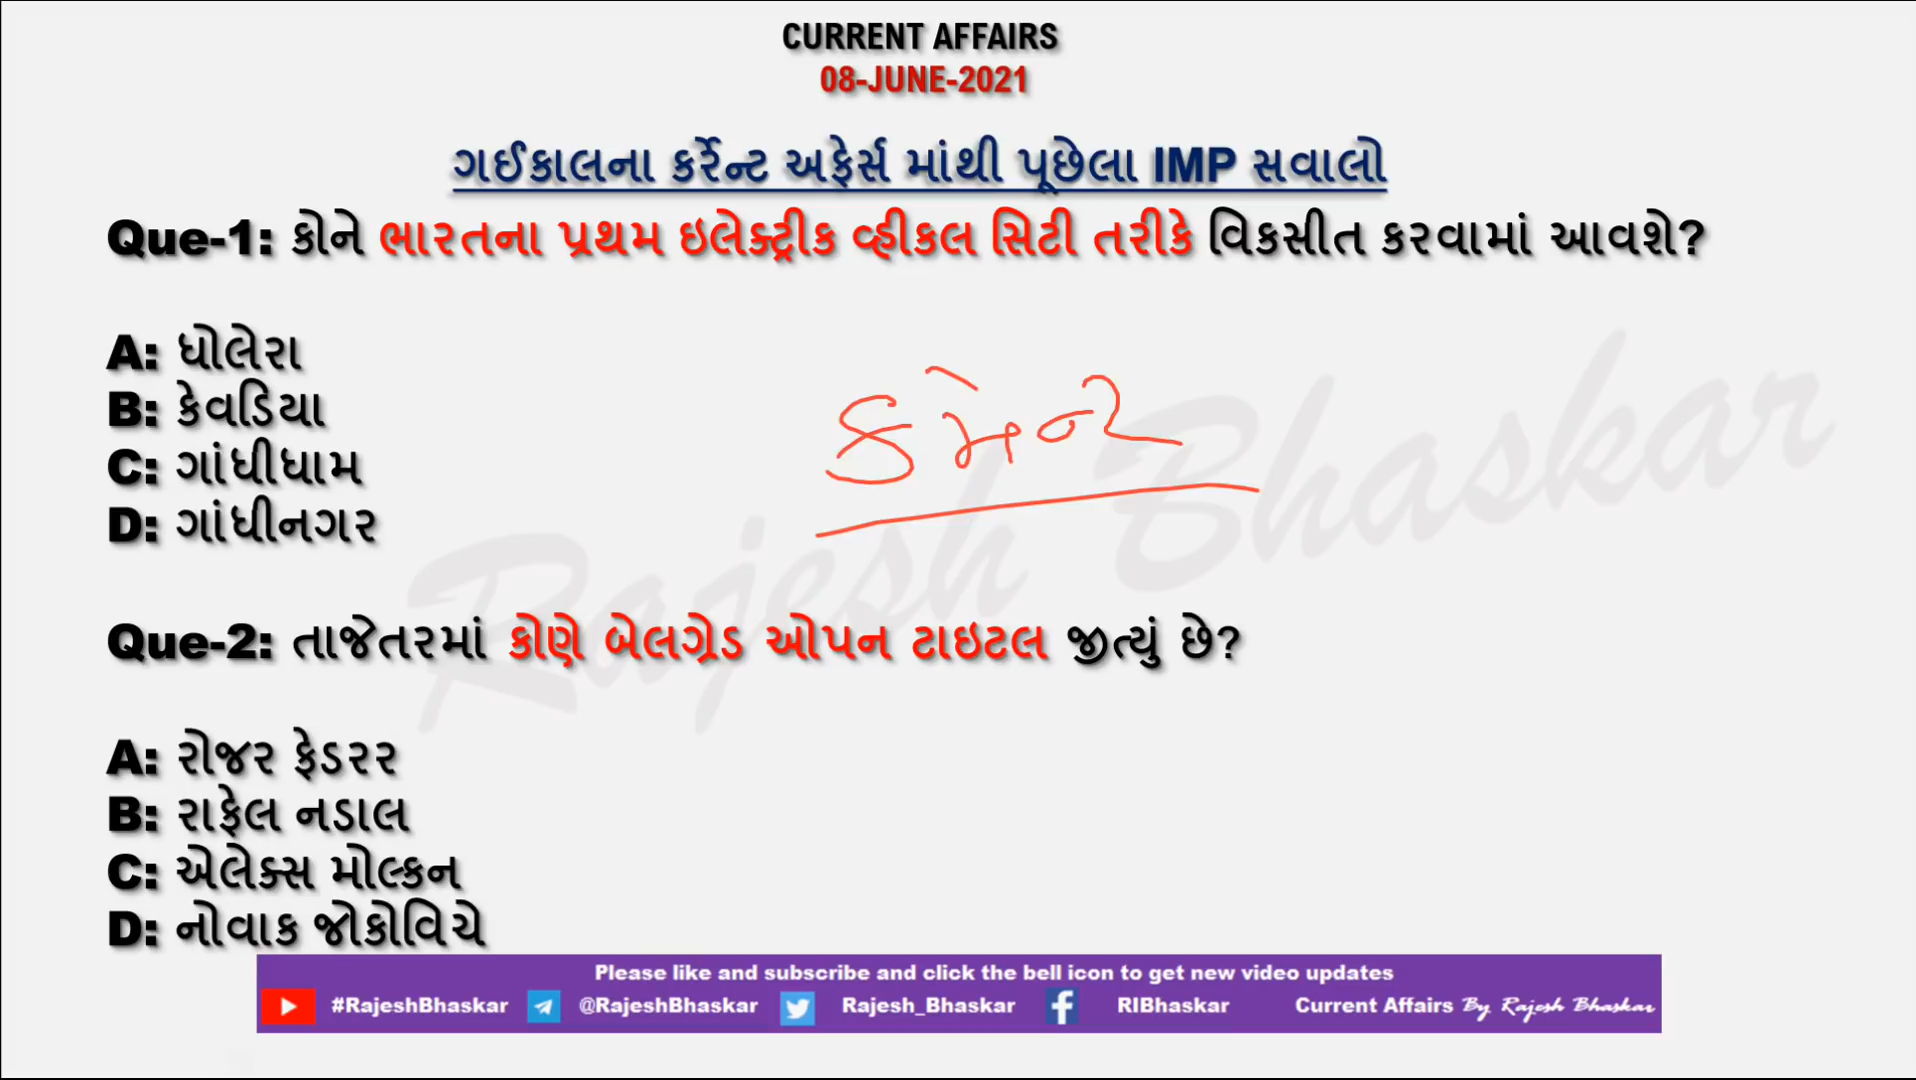 CURRENT AFFAIRS
08-JUNE-2021
ગઈકાલના કર્રેન્ટ અફેર્સ માંથી પૂછેલા IMP સવાલો
Que-1: કોને ભારતના પ્રથમ ઇલેક્ટ્રીક વ્હીકલ સિટી તરીકે વિકસીત કરવામાં આવશે?
A: ધોલેરા
B: કેવડિયા
C: ગાંધીધામ
D: ગાંધીનગર
કમેન્ટ
Que-2: તાજેતરમાં કોણે બેલગ્રેડ ઓપન ટાઇટલ જીત્યું છે?
A: રોજર ફેડરર
B: રાફેલ નડાલ
C: એલેક્સ મોલ્કન
D: નોવાક જોકોવિચે
Rajesh Bhaskar
Please like and subscribe and click the bell icon to get new video updates
#RajeshBhaskar @RajeshBhaskar Rajesh_Bhaskar RIBhaskar Current Affairs By Rajesh Bhaskar